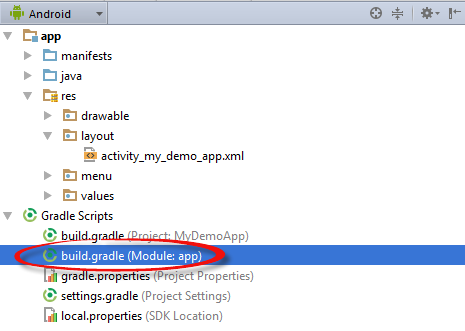 Android
app
manifests
java
res
drawable
layout
activity_my_demo_app.xml
menu
values
Gradle Scripts
build.gradle (Project: MyDemoApp)
build.gradle (Module: app)
gradle.properties (Project Properties)
settings.gradle (Project Settings)
local.properties (SDK Location)